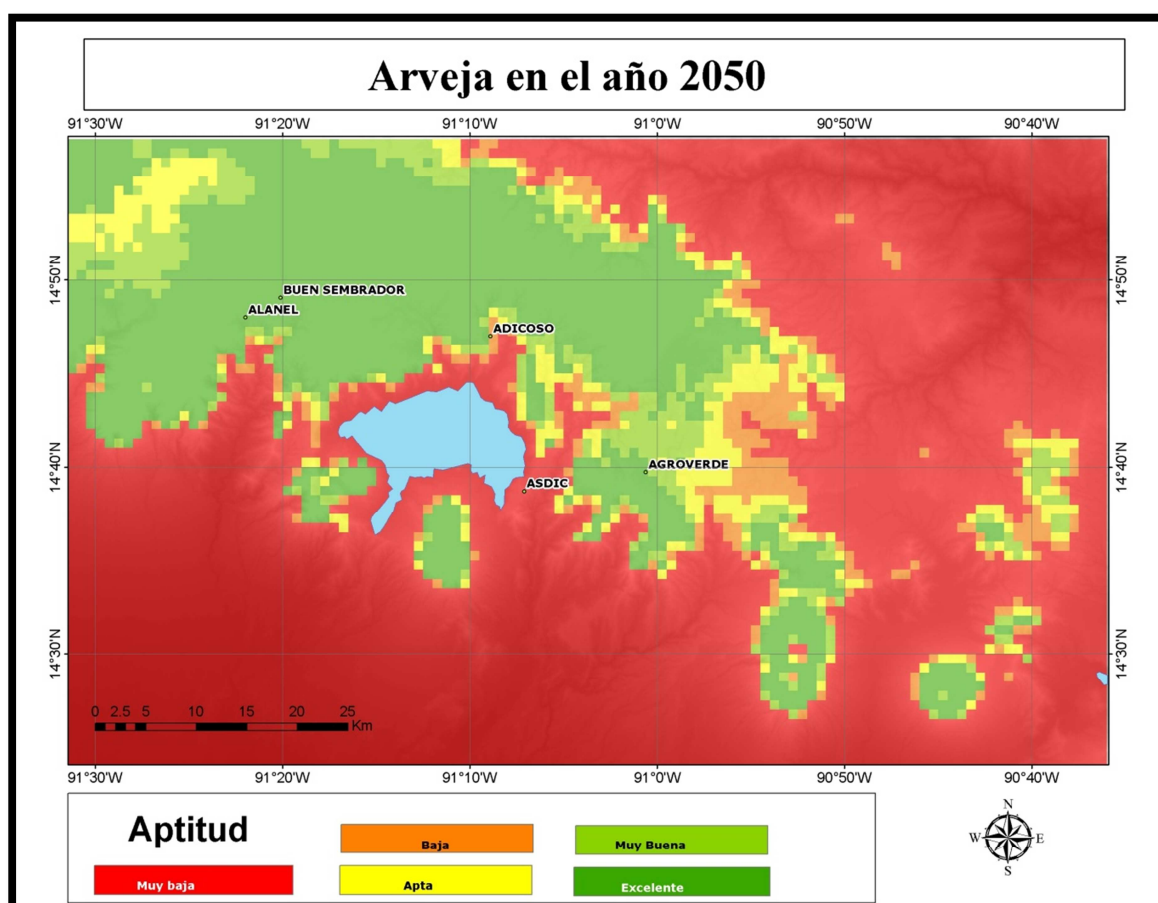 Arveja en el año 2050
91°30'W 91°20'W 91°10'W 91°0'W 90°50'W 90°40'W
14°50'N 14°50'N
BUEN SEMBRADOR
ALANEL
ADICOSO
14°40'N 14°40'N
AGROVERDE
ASDIC
14°30'N 14°30'N
0 2.5 5 10 15 20 25
Km
91°30'W 91°20'W 91°10'W 91°0'W 90°50'W 90°40'W
Aptitud
Baja Muy Buena
Muy baja Apta Excelente
N
W E
S